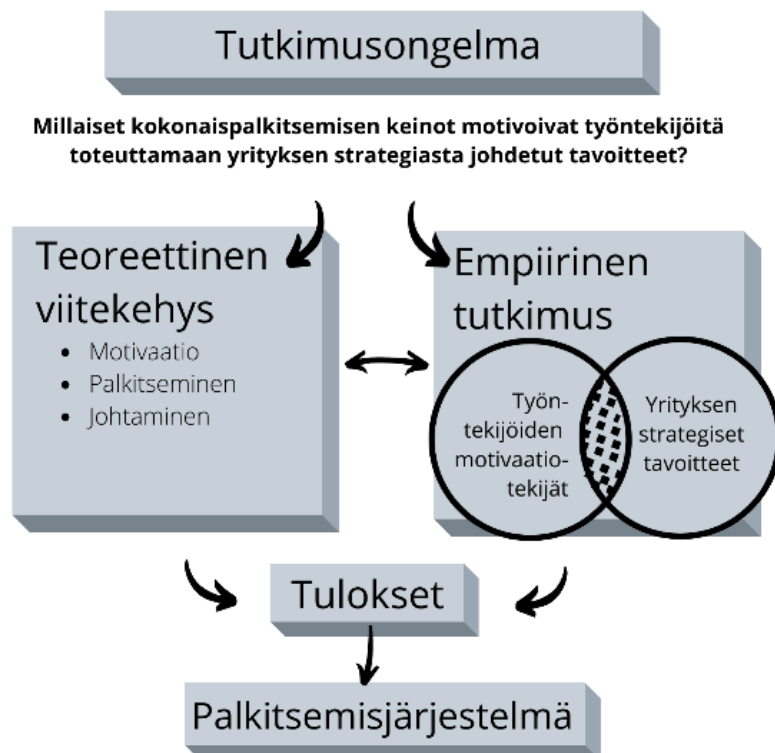 Tutkimusongelma
Millaiset kokonaispalkitsemisen keinot motivoivat työntekijöitä
toteuttamaan yrityksen strategiasta johdetut tavoitteet?
Teoreettinen
viitekehys
• Motivaatio
• Palkitseminen
• Johtaminen
Empiirinen
tutkimus
Työn-
tekijöiden
motivaatio-
tekijät
Yrityksen
strategiset
tavoitteet
Tulokset
Palkitsemisjärjestelmä